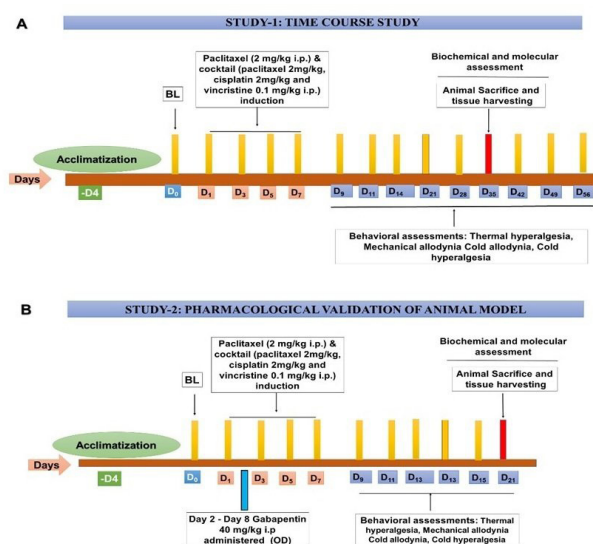 A
STUDY-1: TIME COURSE STUDY
Paclitaxel (2 mg/kg i.p.) &
cocktail (paclitaxel 2mg/kg,
cisplatin 2mg/kg and
vincristine 0.1 mg/kg i.p.)
induction
Biochemical and molecular
assessment
Animal Sacrifice and
tissue harvesting
BL
Acclimatization
Days
-D4
D0
D1
D3
D5
D7
D9
D11
D14
D21
D28
D35
D42
D49
D56
Behavioral assessments: Thermal hyperalgesia,
Mechanical allodynia Cold allodynia, Cold
hyperalgesia
B
STUDY-2: PHARMACOLOGICAL VALIDATION OF ANIMAL MODEL
Paclitaxel (2 mg/kg i.p.) &
cocktail (paclitaxel 2mg/kg,
cisplatin 2mg/kg and
vincristine 0.1 mg/kg i.p.)
induction
Biochemical and molecular
assessment
Animal Sacrifice and
tissue harvesting
BL
Acclimatization
Days
-D4
D0
D1
D3
D5
D7
D9
D11
D13
D13
D15
D21
Day 2 - Day 8 Gabapentin
40 mg/kg i.p
administered (OD)
Behavioral assessments: Thermal
hyperalgesia, Mechanical allodynia
Cold allodynia, Cold hyperalgesia